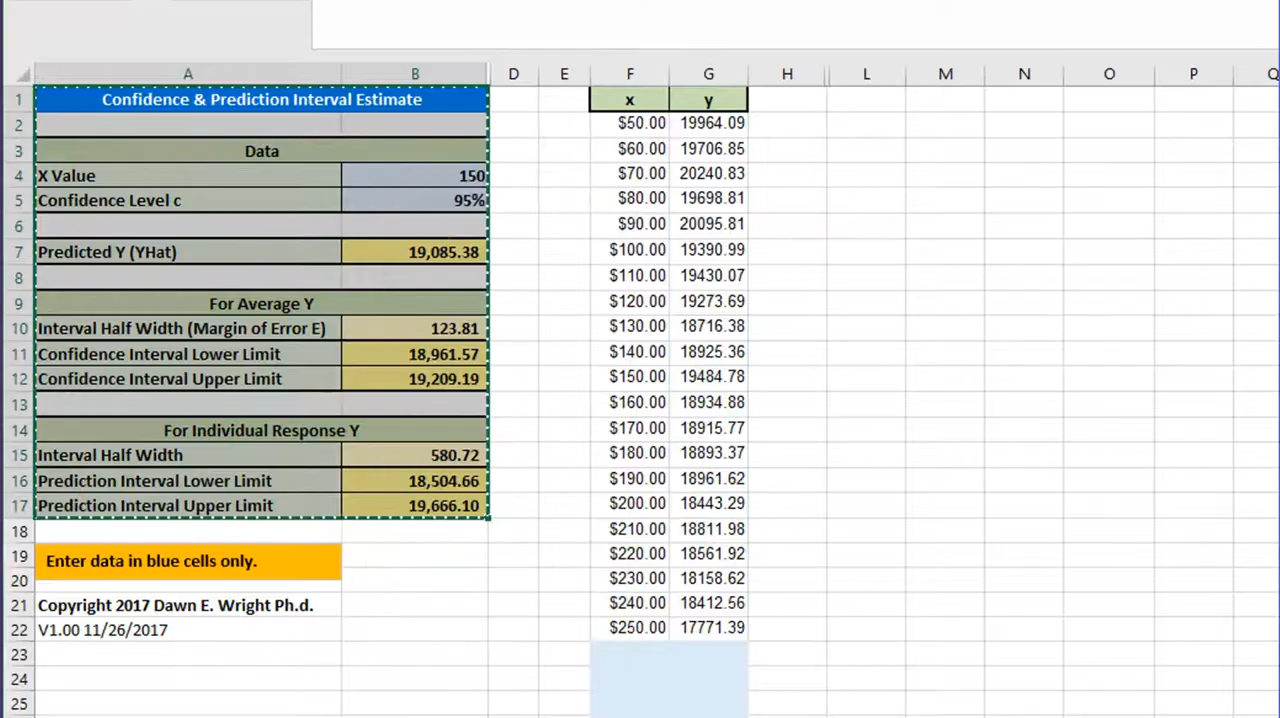 A B D E F G H L M N O P Q
1 Confidence & Prediction Interval Estimate x y
2 $50.00 19964.09
3 Data $60.00 19706.85
4 X Value 150 $70.00 20240.83
5 Confidence Level c 95% $80.00 19698.81
6 $90.00 20095.81
7 Predicted Y (YHat) 19,085.38 $100.00 19390.99
8 $110.00 19430.07
9 For Average Y $120.00 19273.69
10 Interval Half Width (Margin of Error E) 123.81 $130.00 18716.38
11 Confidence Interval Lower Limit 18,961.57 $140.00 18925.36
12 Confidence Interval Upper Limit 19,209.19 $150.00 19484.78
13 $160.00 18934.88
14 For Individual Response Y $170.00 18915.77
15 Interval Half Width 580.72 $180.00 18893.37
16 Prediction Interval Lower Limit 18,504.66 $190.00 18961.62
17 Prediction Interval Upper Limit 19,666.10 $200.00 18443.29
18 $210.00 18811.98
19 Enter data in blue cells only. $220.00 18561.92
20 $230.00 18158.62
21 Copyright 2017 Dawn E. Wright Ph.d. $240.00 18412.56
22 V1.00 11/26/2017 $250.00 17771.39
23
24
25